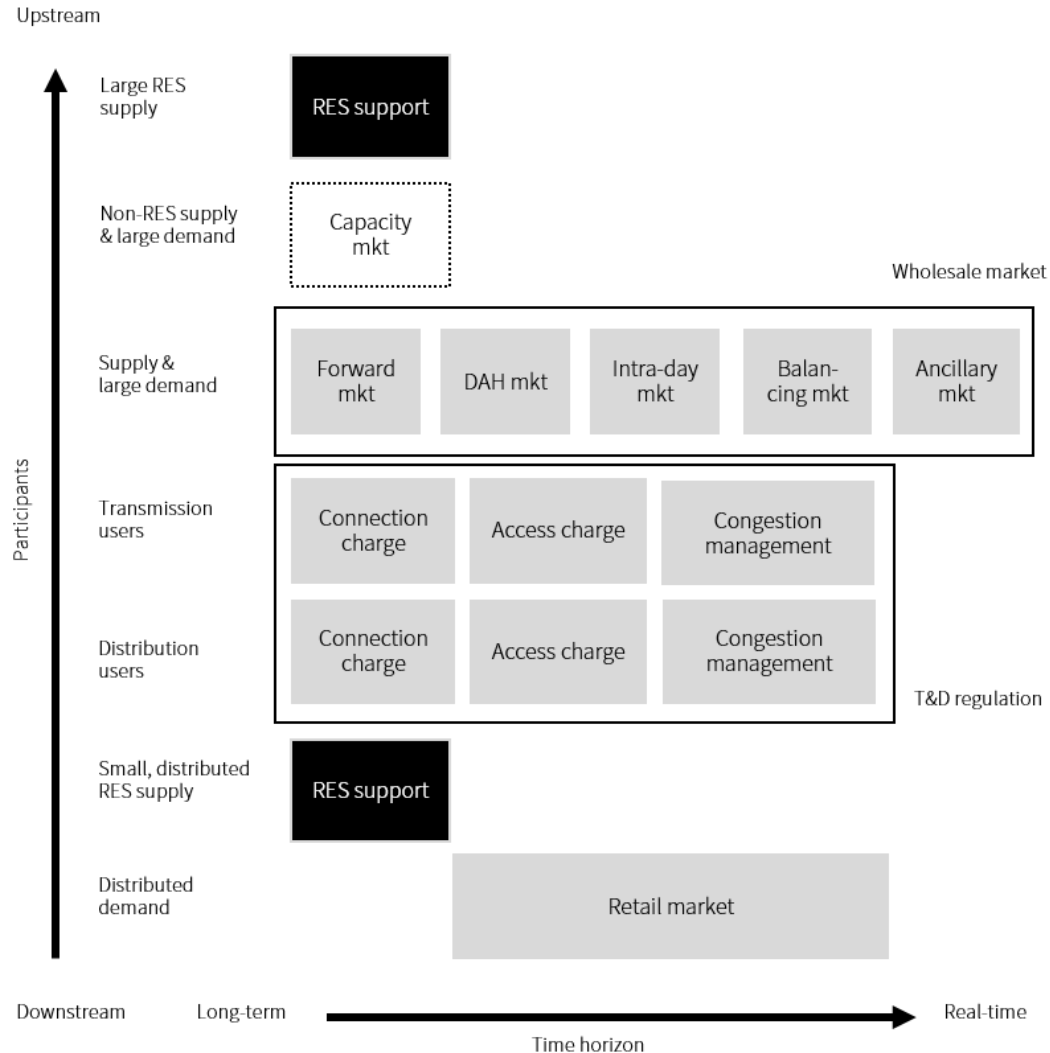 Upstream
Large RES
supply
RES support
Non-RES supply
& large demand
Capacity
mkt
Wholesale market
Supply &
large demand
Forward
mkt
DAH mkt
Intra-day
mkt
Balan-
cing mkt
Ancillary
mkt
Participants
Transmission
users
Connection
charge
Access charge
Congestion
management
Distribution
users
Connection
charge
Access charge
Congestion
management
T&D regulation
Small, distributed
RES supply
RES support
Distributed
demand
Retail market
Downstream
Long-term
Real-time
Time horizon